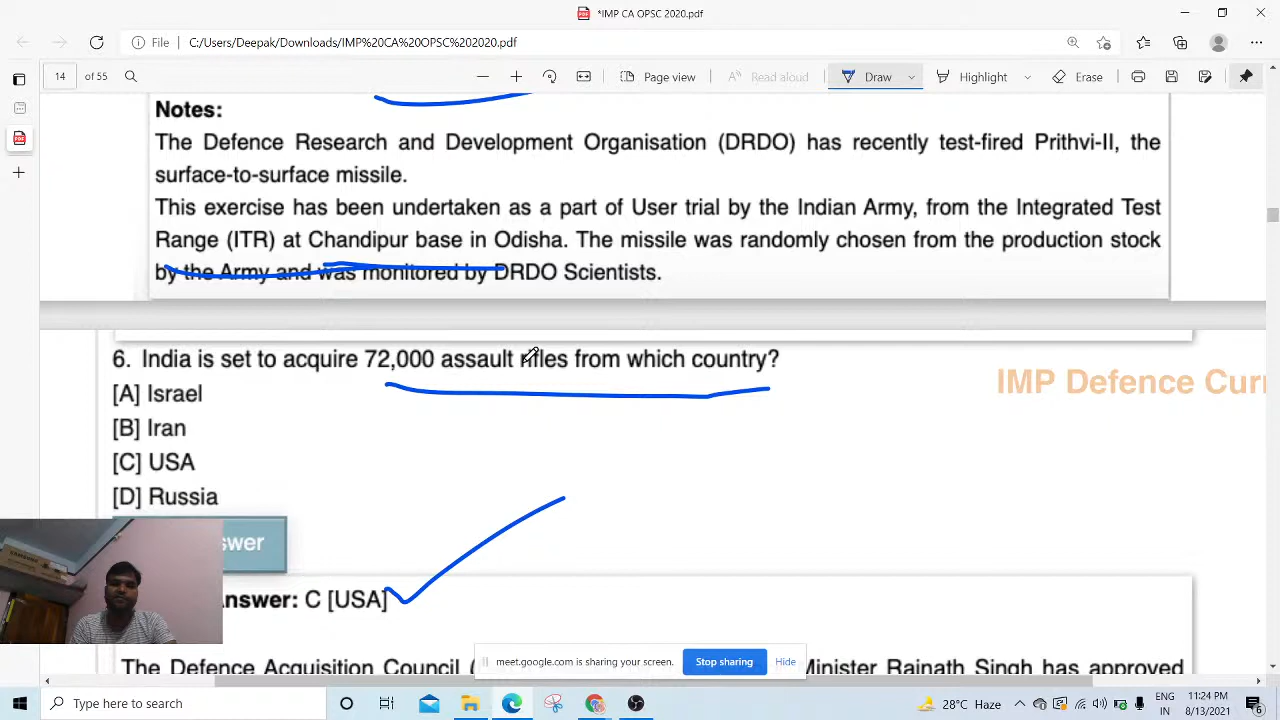 *IMP CA OPSC 2020.pdf
File C:/Users/Deepak/Downloads/IMP%20CA%20OPSC%202020.pdf
14 of 55 Page view Read aloud Draw Highlight Erase
Notes:
The Defence Research and Development Organisation (DRDO) has recently test-fired Prithvi-II, the
surface-to-surface missile.
This exercise has been undertaken as a part of User trial by the Indian Army, from the Integrated Test
Range (ITR) at Chandipur base in Odisha. The missile was randomly chosen from the production stock
by the Army and was monitored by DRDO Scientists.
6. India is set to acquire 72,000 assault rifles from which country?
IMP Defence Curr
[A] Israel
[B] Iran
[C] USA
[D] Russia
swer
nswer: C [USA]
meet.google.com is sharing your screen. Stop sharing Hide
The Defence Acquisition Council ( Minister Rajnath Singh has approved
Type here to search
28°C Haze
ENG
IN
11:24 PM
8/13/2021
6